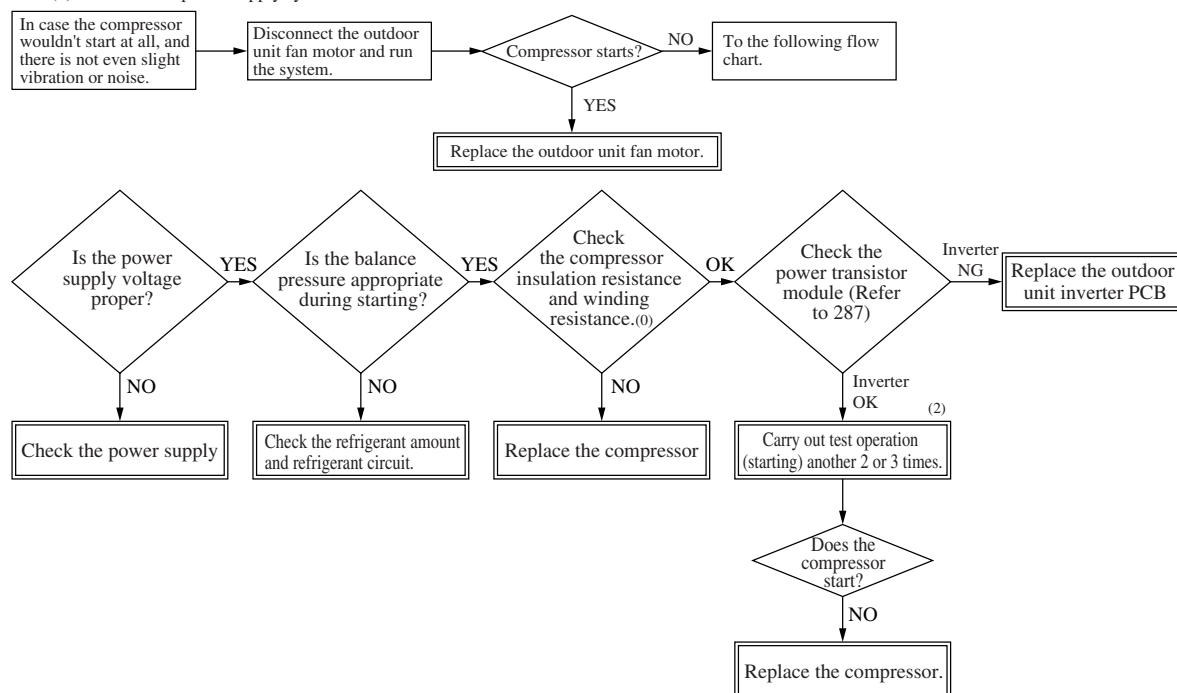 In case the compressor
wouldn't start at all, and
there is not even slight
vibration or noise.
Disconnect the outdoor
unit fan motor and run
the system.
Compressor starts?
NO
To the following flow
chart.
YES
Replace the outdoor unit fan motor.
Is the power
supply voltage
proper?
YES
Is the balance
pressure appropriate
during starting?
YES
Check
the compressor
insulation resistance
and winding
resistance.(0)
OK
Check the
power transistor
module (Refer
to 287)
Inverter
NG
Replace the outdoor
unit inverter PCB
NO
Check the power supply
NO
Check the refrigerant amount
and refrigerant circuit.
NO
Replace the compressor
Inverter
OK
(2)
Carry out test operation
(starting) another 2 or 3 times.
Does the
compressor
start?
NO
Replace the compressor.